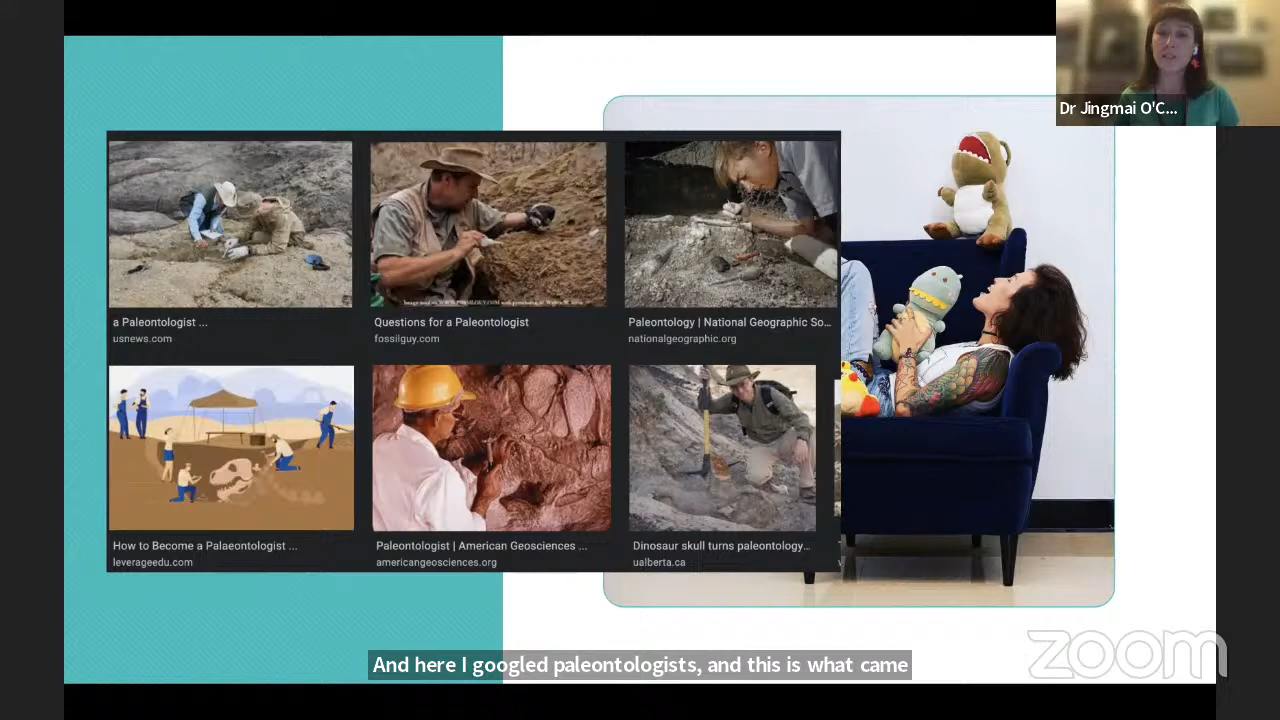 Dr Jingmai O'C...
a Paleontologist ...
usnews.com
Questions for a Paleontologist
fossilguy.com
Paleontology | National Geographic So...
nationalgeographic.org
How to Become a Palaeontologist ...
leverageedu.com
Paleontologist | American Geosciences ...
americangeosciences.org
Dinosaur skull turns paleontology...
ualberta.ca
And here I googled paleontologists, and this is what came
zoom